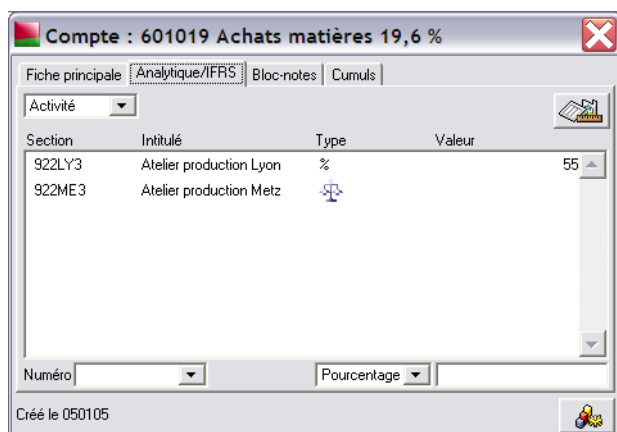 Compte : 601019 Achats matières 19,6 %
Fiche principale Analytique/IFRS Bloc-notes Cumuls
Activité
Section Intitulé Type Valeur
922LY3 Atelier production Lyon % 55
922ME3 Atelier production Metz
Numéro Pourcentage
Créé le 050105